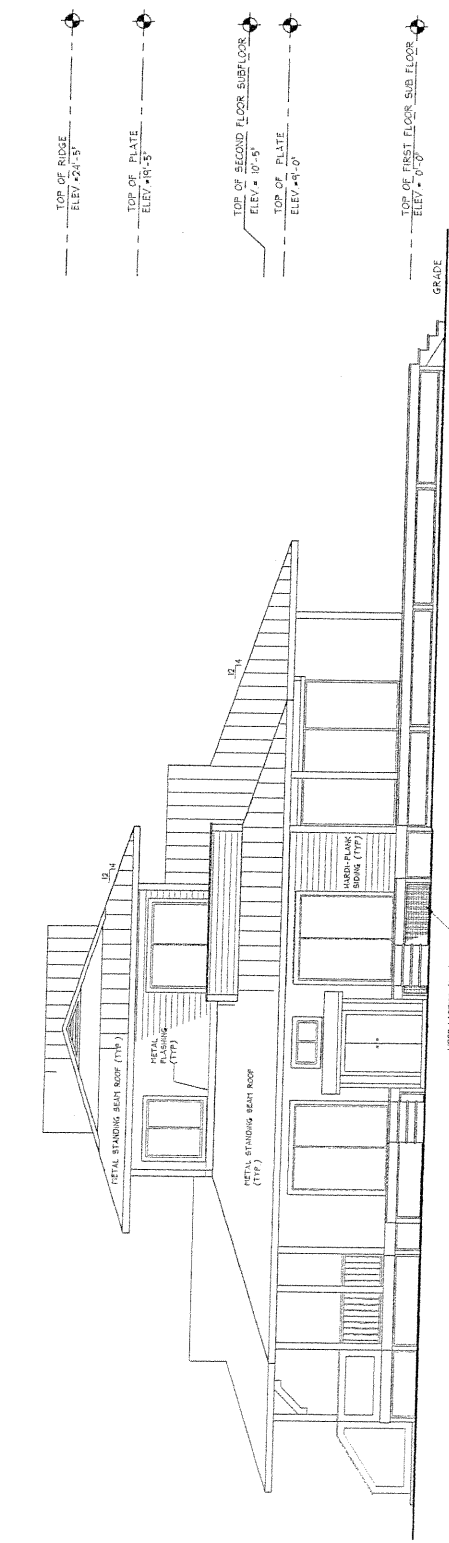 TOP OF RIDGE
ELEV.=24'-5"
TOP OF PLATE
ELEV.=19'-5"
TOP OF SECOND FLOOR SUBFLOOR
ELEV.= 10'-5"
TOP OF PLATE
ELEV.=9'-0"
TOP OF FIRST FLOOR SUB FLOOR
ELEV.= 0'-0"
GRADE
12
14
12
14
METAL STANDING SEAM ROOF (TYP.)
METAL
FLASHING
(TYP)
METAL STANDING SEAM ROOF
(TYP.)
HARDI-PLANK
SIDING (TYP.)